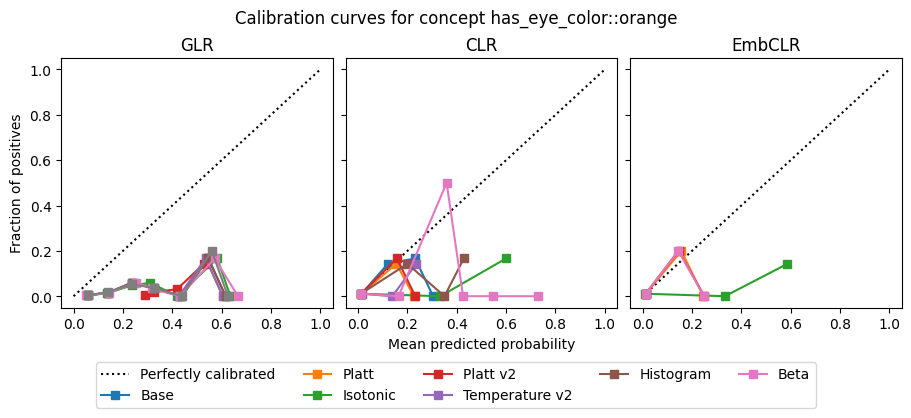 Calibration curves for concept has_eye_color::orange
GLR
CLR
EmbCLR
Fraction of positives
1.0
0.8
0.6
0.4
0.2
0.0
0.0 0.2 0.4 0.6 0.8 1.0
0.0 0.2 0.4 0.6 0.8 1.0
0.0 0.2 0.4 0.6 0.8 1.0
Mean predicted probability
Perfectly calibrated
Base
Platt
Isotonic
Platt v2
Temperature v2
Histogram
Beta